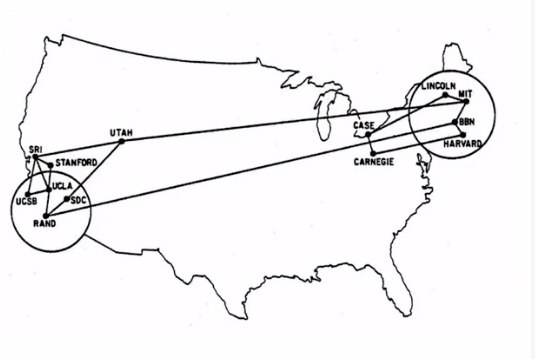 LINCOLN
MIT
CASE
BBN
UTAH
HARVARD
SRI
CARNEGIE
STANFORD
UCLA
UCSB
SDC
RAND